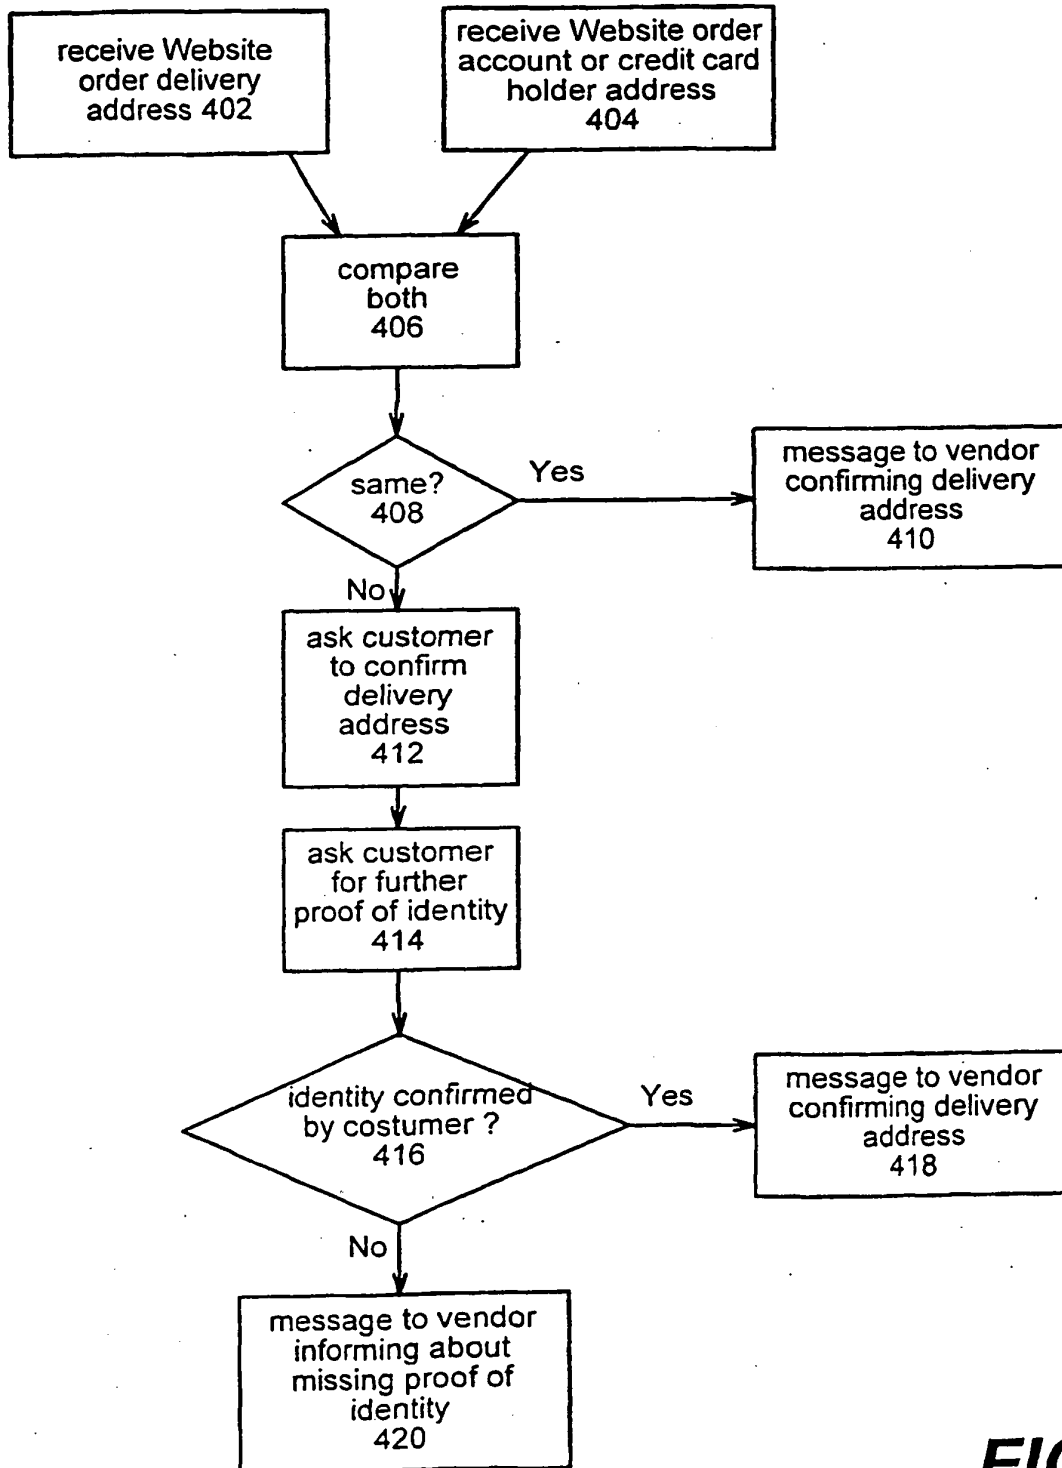 receive Website
order delivery
address 402
receive Website order
account or credit card
holder address
404
compare
both
406
same?
408
Yes
message to vendor
confirming delivery
address
410
No
ask customer
to confirm
delivery
address
412
ask customer
for further
proof of identity
414
identity confirmed
by costumer ?
416
Yes
message to vendor
confirming delivery
address
418
No
message to vendor
informing about
missing proof of
identity
420